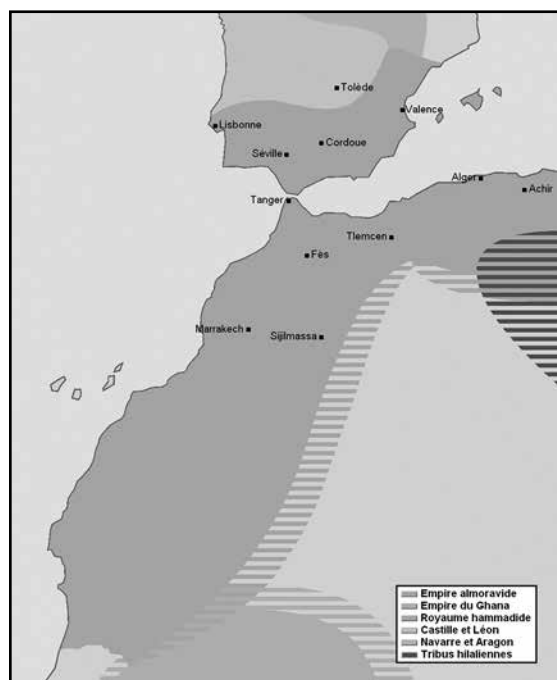 Tolède
Valence
Lisbonne
Cordoue
Séville
Alger
Achir
Tanger
Tlemcen
Fès
Marrakech
Sijilmassa
Empire almoravide
Empire du Ghana
Royaume hammadide
Castille et Léon
Navarre et Aragon
Tribus hilaliennes